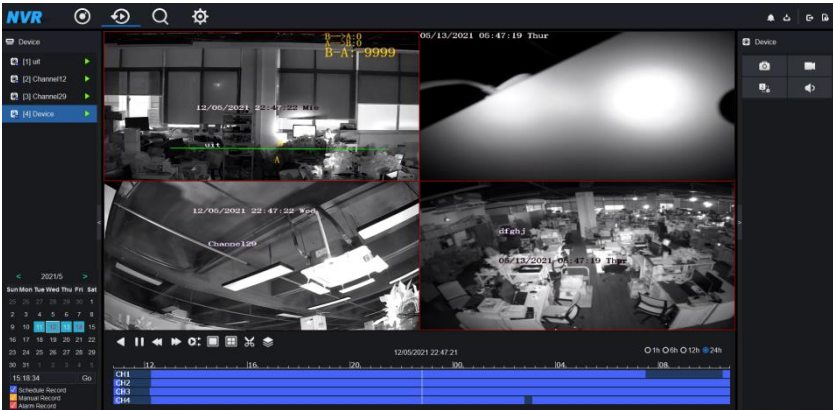 NVR
Device
[1] uit
[2] Channel12
[3] Channel29
[4] Device
B-->A:0
A-->B:0
B-A:-9999
12/05/2021 22:47:22 Mie
uit
A
05/13/2021 06:47:19 Thur
12/05/2021 22:47:22 Wed
Channel29
dfghj
05/13/2021 06:47:19 Thur
Device
< 2021/5 >
Sun Mon Tue Wed Thu Fri Sat
25 26 27 28 29 30 1
2 3 4 5 6 7 8
9 10 11 12 13 14 15
16 17 18 19 20 21 22
23 24 25 26 27 28 29
30 31 1 2 3 4 5
15:18:34 Go
Schedule Record
Manual Record
Alarm Record
12/05/2021 22:47:21
1h 6h 12h 24h
12. 16. 20. 00. 04. 08.
CH1
CH2
CH3
CH4